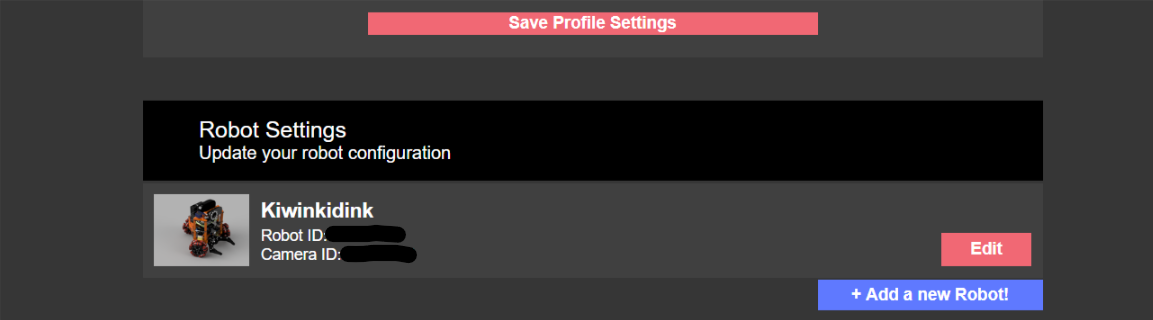 Save Profile Settings
Robot Settings
Update your robot configuration
Kiwinkidink
Robot ID:
Camera ID:
Edit
+ Add a new Robot!